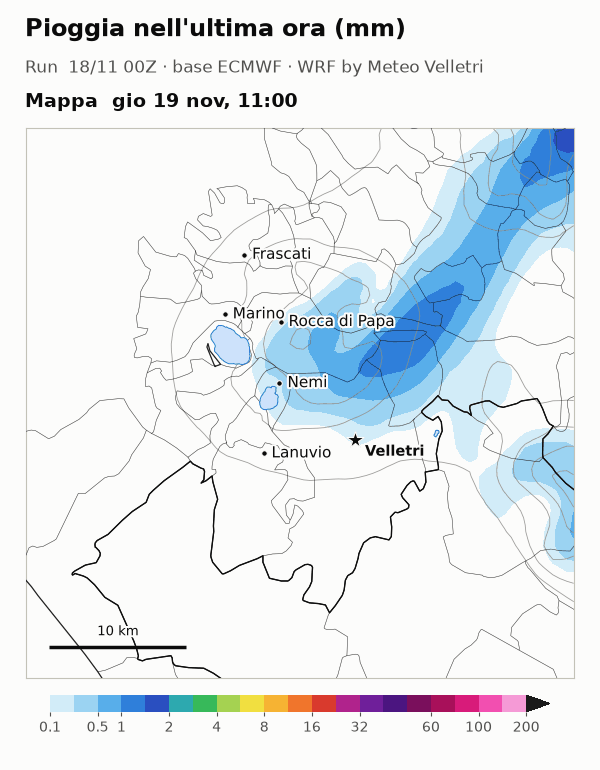 Pioggia nell'ultima ora (mm)
Run  18/11 00Z · base ECMWF · WRF by Meteo Velletri
Mappa  gio 19 nov, 11:00
Frascati
Marino
Rocca di Papa
Nemi
Velletri
Lanuvio
10 km
0.1 0.5 1 2 4 8 16 32 60 100 200